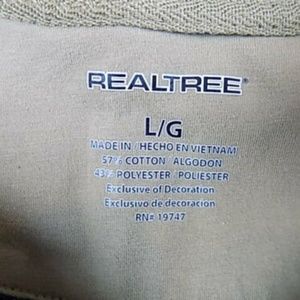 REALTREE®
L/G
MADE IN / HECHO EN VIETNAM
57% COTTON / ALGODON
43% POLYESTER / POLIESTER
Exclusive of Decoration
Exclusivo de decoracion
RN# 19747